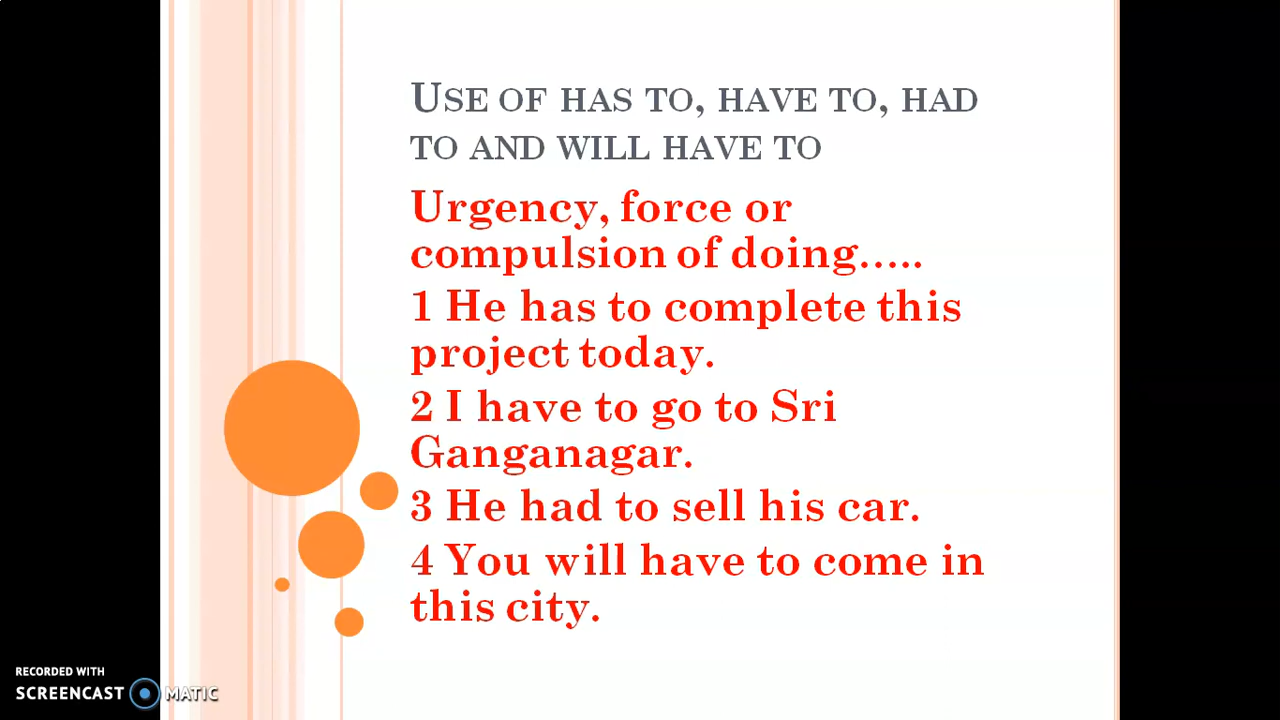 USE OF HAS TO, HAVE TO, HAD
TO AND WILL HAVE TO
Urgency, force or
compulsion of doing…..
1 He has to complete this
project today.
2 I have to go to Sri
Ganganagar.
3 He had to sell his car.
4 You will have to come in
this city.
RECORDED WITH
SCREENCAST MATIC